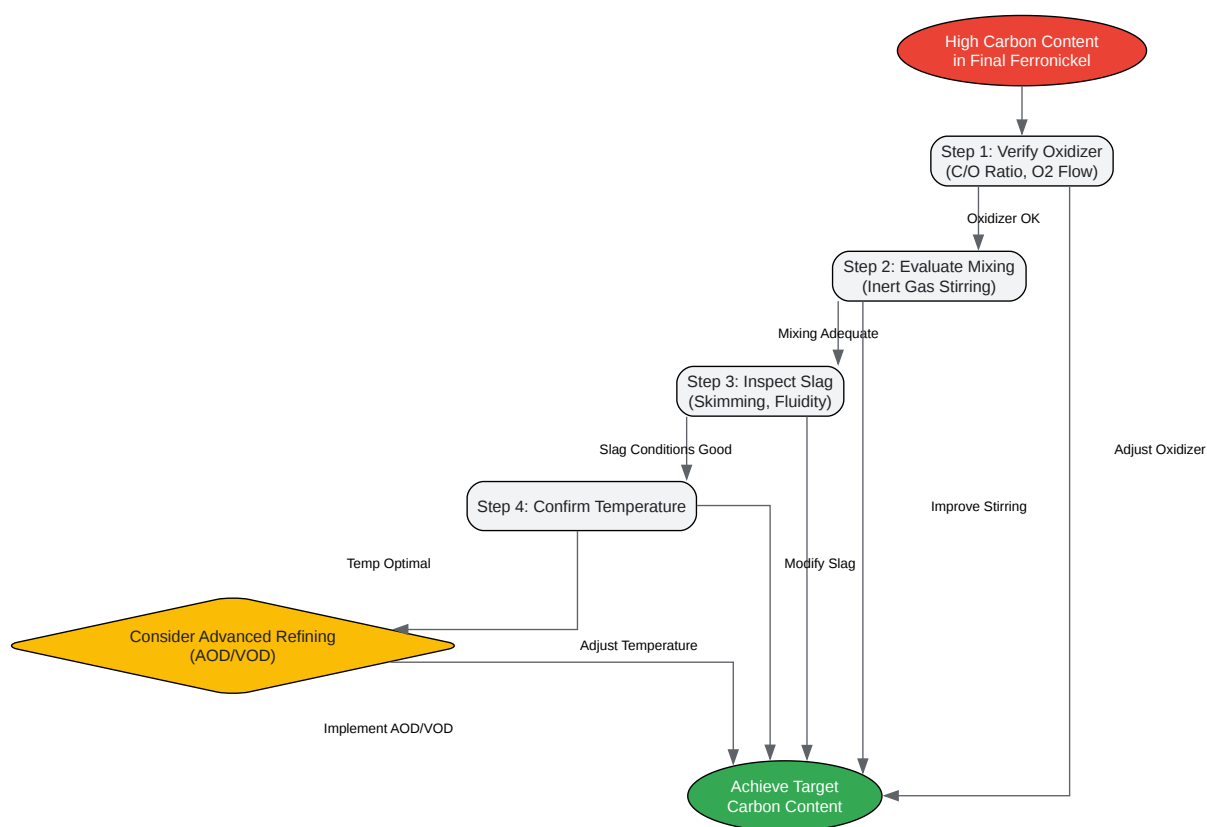 High Carbon Content
in Final Ferronickel
Step 1: Verify Oxidizer
(C/O Ratio, O2 Flow)
Oxidizer OK
Step 2: Evaluate Mixing
(Inert Gas Stirring)
Mixing Adequate
Step 3: Inspect Slag
(Skimming, Fluidity)
Slag Conditions Good
Adjust Oxidizer
Step 4: Confirm Temperature
Improve Stirring
Temp Optimal
Modify Slag
Consider Advanced Refining
(AOD/VOD)
Adjust Temperature
Implement AOD/VOD
Achieve Target
Carbon Content